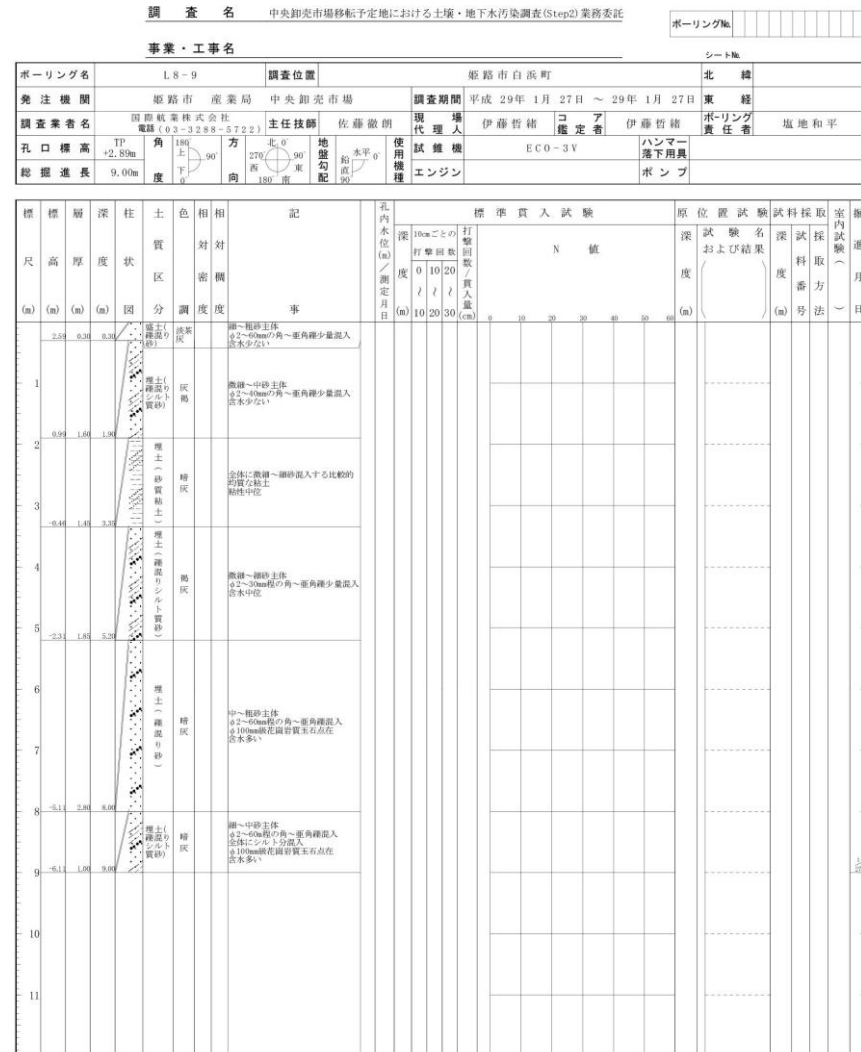 調査名 中央卸売市場移転予定地における土壌・地下水汚染調査(Step2)業務委託
ボーリング№
事業・工事名
シート№
ボーリング名 L8-9 調査位置 姫路市白浜町 北緯
発注機関 姫路市 産業局 中央卸売市場 調査期間 平成 29年 1月 27日 ～ 29年 1月 27日 東経
調査業者名 国際航業株式会社 電話(03-3288-5722) 主任技師 佐藤徹朗 現場代理人 伊藤哲緒 コア鑑定者 伊藤哲緒 ボーリング責任者 塩地和平
孔口標高 TP +2.89m 角度 180° 上 下 0° 90° 方向 北 0° 270° 西 90° 東 180° 南 地盤勾配 水平 0° 鉛直 90° 使用機種 試錐機 ECO-3V ハンマー落下用具
総掘進長 9.00m エンジン ポンプ
標尺(m) 標高(m) 層厚(m) 深度(m) 柱状図 土質区分 色調 相対密度 相対稠度 記事 孔内水位(m)／測定月日 標準貫入試験 原位置試験 試料採取 室内試験( ) 掘進月日
深度(m) 10cmごとの打撃回数 0～10 10～20 20～30 打撃回数／貫入量(cm) N値 深度(m) 試験名および結果 深度(m) 試料番号 採取方法
0 10 20 30 40 50 60
2.59 0.30 0.30 盛土(礫混り砂) 淡茶灰 細～粗砂主体
φ2～60mmの角～亜角礫少量混入
含水少ない
1
埋土(礫混りシルト質砂) 灰褐 微細～中砂主体
φ2～40mmの角～亜角礫少量混入
含水少ない
0.99 1.60 1.90
2
埋土(砂質粘土) 暗灰 全体に微細～細砂混入する比較的
均質な粘土
粘性中位
3
-0.46 1.45 3.35
4
埋土(礫混りシルト質砂) 褐灰 微細～細砂主体
φ2～30mm程の角～亜角礫少量混入
含水中位
5
-2.31 1.85 5.20
6
埋土(礫混り砂) 暗灰 中～粗砂主体
φ2～60mm程の角～亜角礫混入
φ100mm級花崗岩質玉石点在
含水多い
7
8
-5.11 2.80 8.00
埋土(礫混りシルト質砂) 暗灰 細～中砂主体
φ2～60m程の角～亜角礫混入
全体にシルト分混入
φ100mm級花崗岩質玉石点在
含水多い
9
-6.11 1.00 9.00
10
11